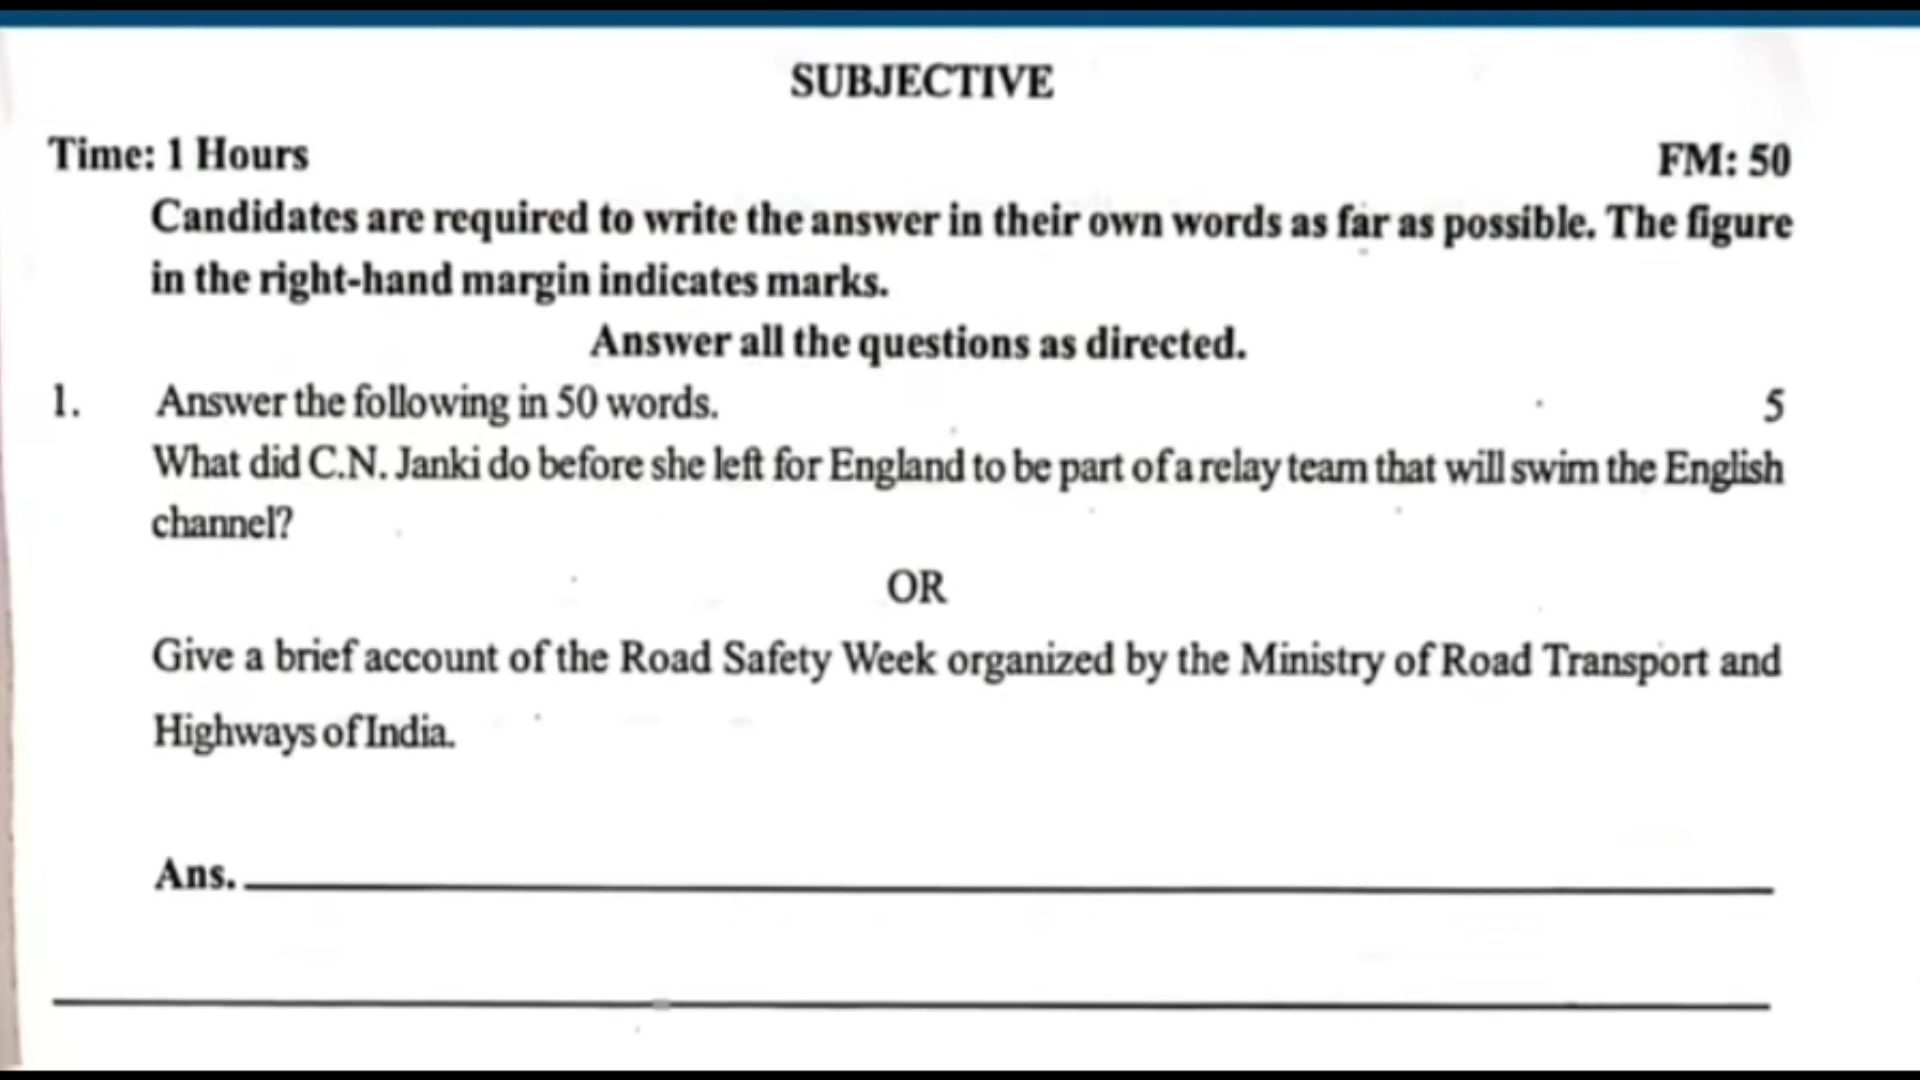 SUBJECTIVE
Time: 1 Hours FM: 50
Candidates are required to write the answer in their own words as far as possible. The figure
in the right-hand margin indicates marks.
Answer all the questions as directed.
1. Answer the following in 50 words. 5
What did C.N. Janki do before she left for England to be part of a relay team that will swim the English
channel?
OR
Give a brief account of the Road Safety Week organized by the Ministry of Road Transport and
Highways of India.
Ans.